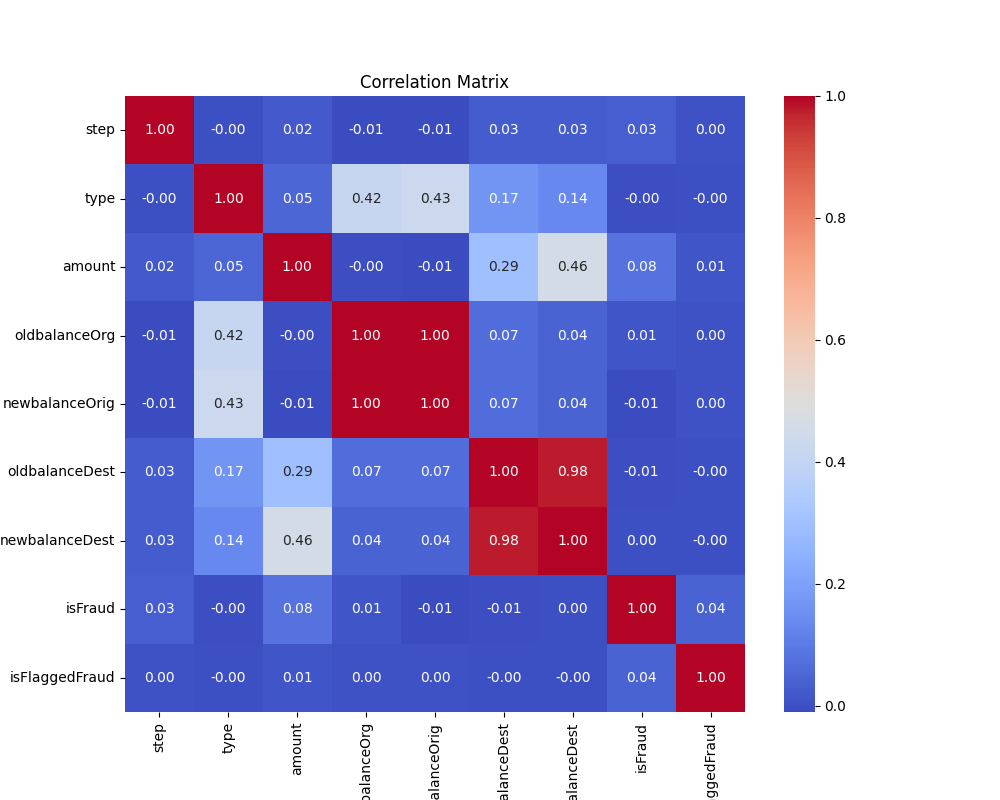 Correlation Matrix
step 1.00 -0.00 0.02 -0.01 -0.01 0.03 0.03 0.03 0.00
type -0.00 1.00 0.05 0.42 0.43 0.17 0.14 -0.00 -0.00
amount 0.02 0.05 1.00 -0.00 -0.01 0.29 0.46 0.08 0.01
oldbalanceOrg -0.01 0.42 -0.00 1.00 1.00 0.07 0.04 0.01 0.00
newbalanceOrig -0.01 0.43 -0.01 1.00 1.00 0.07 0.04 -0.01 0.00
oldbalanceDest 0.03 0.17 0.29 0.07 0.07 1.00 0.98 -0.01 -0.00
newbalanceDest 0.03 0.14 0.46 0.04 0.04 0.98 1.00 0.00 -0.00
isFraud 0.03 -0.00 0.08 0.01 -0.01 -0.01 0.00 1.00 0.04
isFlaggedFraud 0.00 -0.00 0.01 0.00 0.00 -0.00 -0.00 0.04 1.00
step
type
amount
balanceOrg
alanceOrig
alanceDest
alanceDest
isFraud
ggedFraud
1.0
0.8
0.6
0.4
0.2
0.0